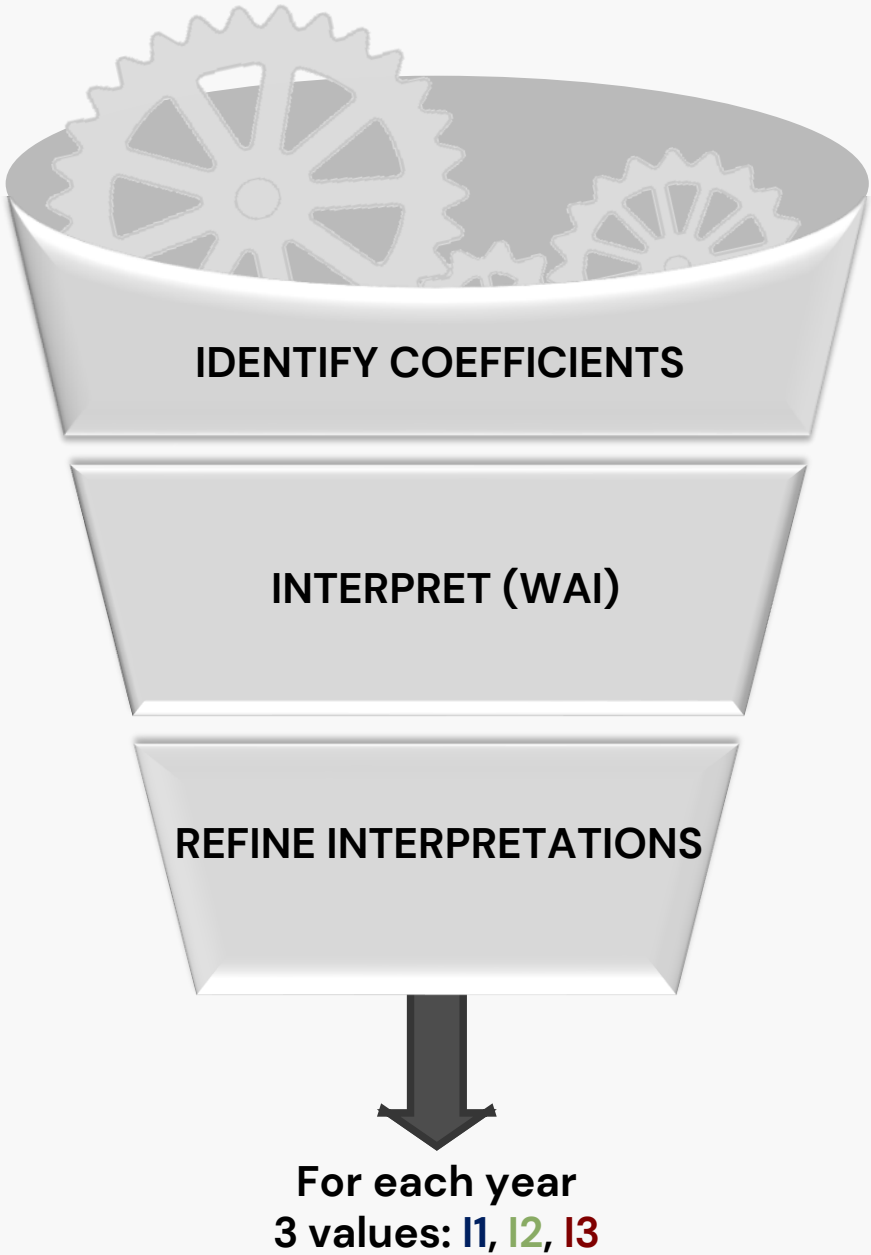 IDENTIFY COEFFICIENTS
INTERPRET (WAI)
REFINE INTERPRETATIONS
For each year
3 values: I1, I2, I3